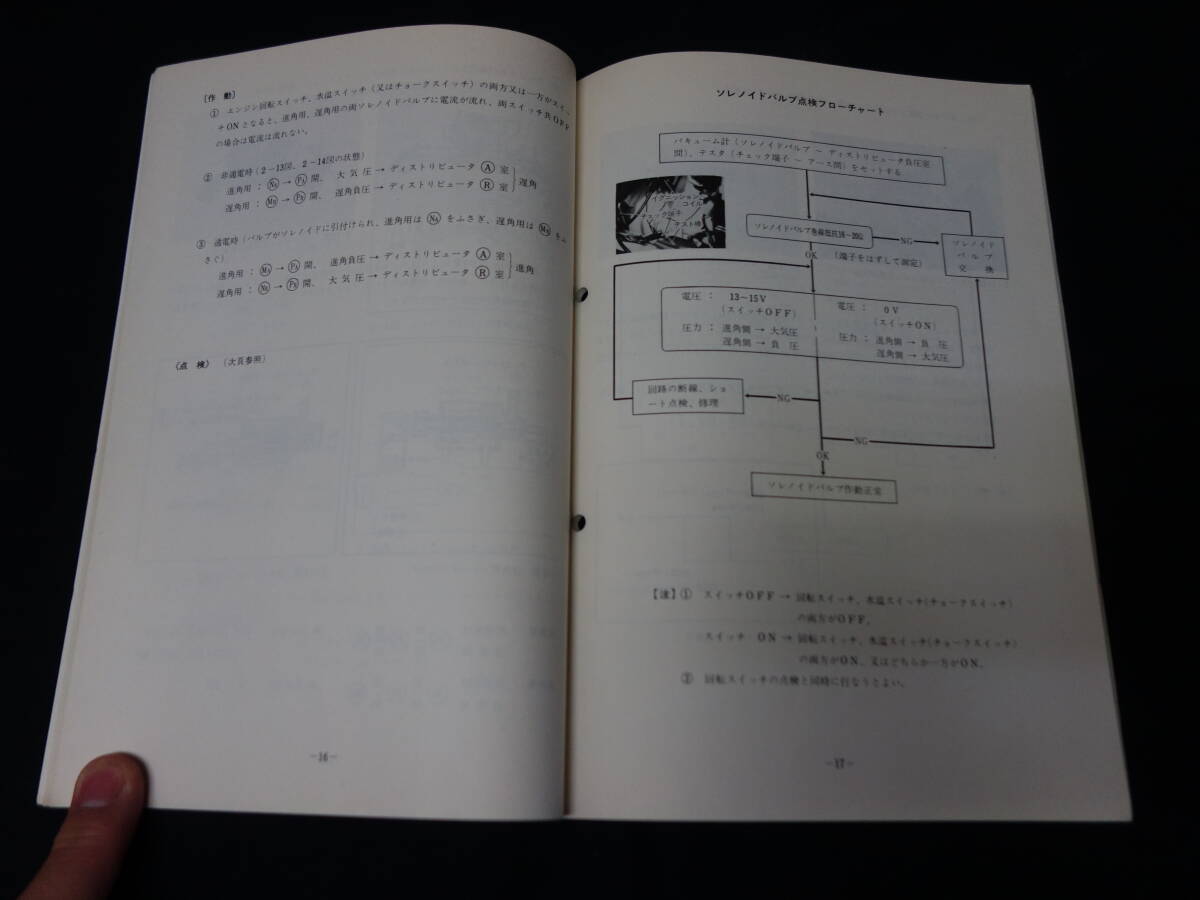 〔作 動〕
① エンジン回転スイッチ、水温スイッチ（又はチョークスイッチ）の両方又は一方がスイッ
チONとなると、進角用、遅角用の両ソレノイドバルブに電流が流れ、両スイッチ共OFF
の場合は電流は流れない。
② 非通電時（2－13図、2－14図の状態）
進角用：Ⓝ → Ⓟ 開、 大 気 圧 → ディストリビュータ Ⓐ 室
遅角用： → 開、 遅角負圧 → ディストリビュータ Ⓡ 室 } 遅角
③ 通電時（バルブがソレノイドに引付けられ、進角用は をふさぎ、遅角用は をふ
さぐ）
進角用： → 開、 進角負圧 → ディストリビュータ Ⓐ 室
遅角用： → 開、 大 気 圧 → ディストリビュータ Ⓡ 室 } 進角
〈点 検〉 （次頁参照）
－16－
ソレノイドバルブ点検フローチャート
バキューム計（ソレノイドバルブ ～ ディストリビュータ負圧室
間）、テスタ（チェック端子 ～ アース間）をセットする
イグニッション
コイル
チェック端子
テスト棒
ソレノイドバルブ巻線抵抗
NG
ソレノイド
バルブ
交 換
OK
（端子をはずして測定）
電圧： 13～15V
（スイッチOFF）
圧力： 進角側 → 大気圧
遅角側 → 負 圧
電圧： 0V
（スイッチON）
圧力： 進角側 → 負 圧
遅角側 → 大気圧
回路の断線、ショ
ート点検、修理
NG
NG
OK
ソレノイドバルブ作動正常
【注】① スイッチOFF → 回転スイッチ、水温スイッチ(チョークスイッチ)
の両方がOFF。
スイッチ ON → 回転スイッチ、水温スイッチ(チョークスイッチ)
の両方がON、又はどちらか一方がON。
② 回転スイッチの点検と同時に行なうとよい。
－17－